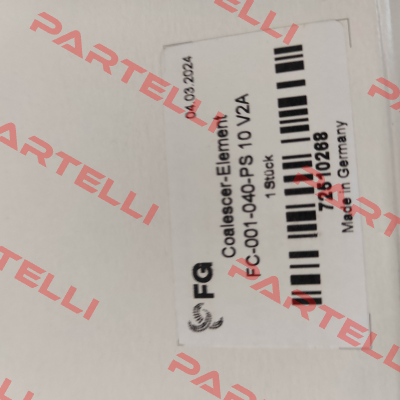 04.03.2024
FG
Coalescer-Element
FC-001-040-PS 10 V2A
1 Stück
72610268
Made in Germany
PARTELLI
PARTELLI
PARTELLI
PARTELLI
PARTELLI